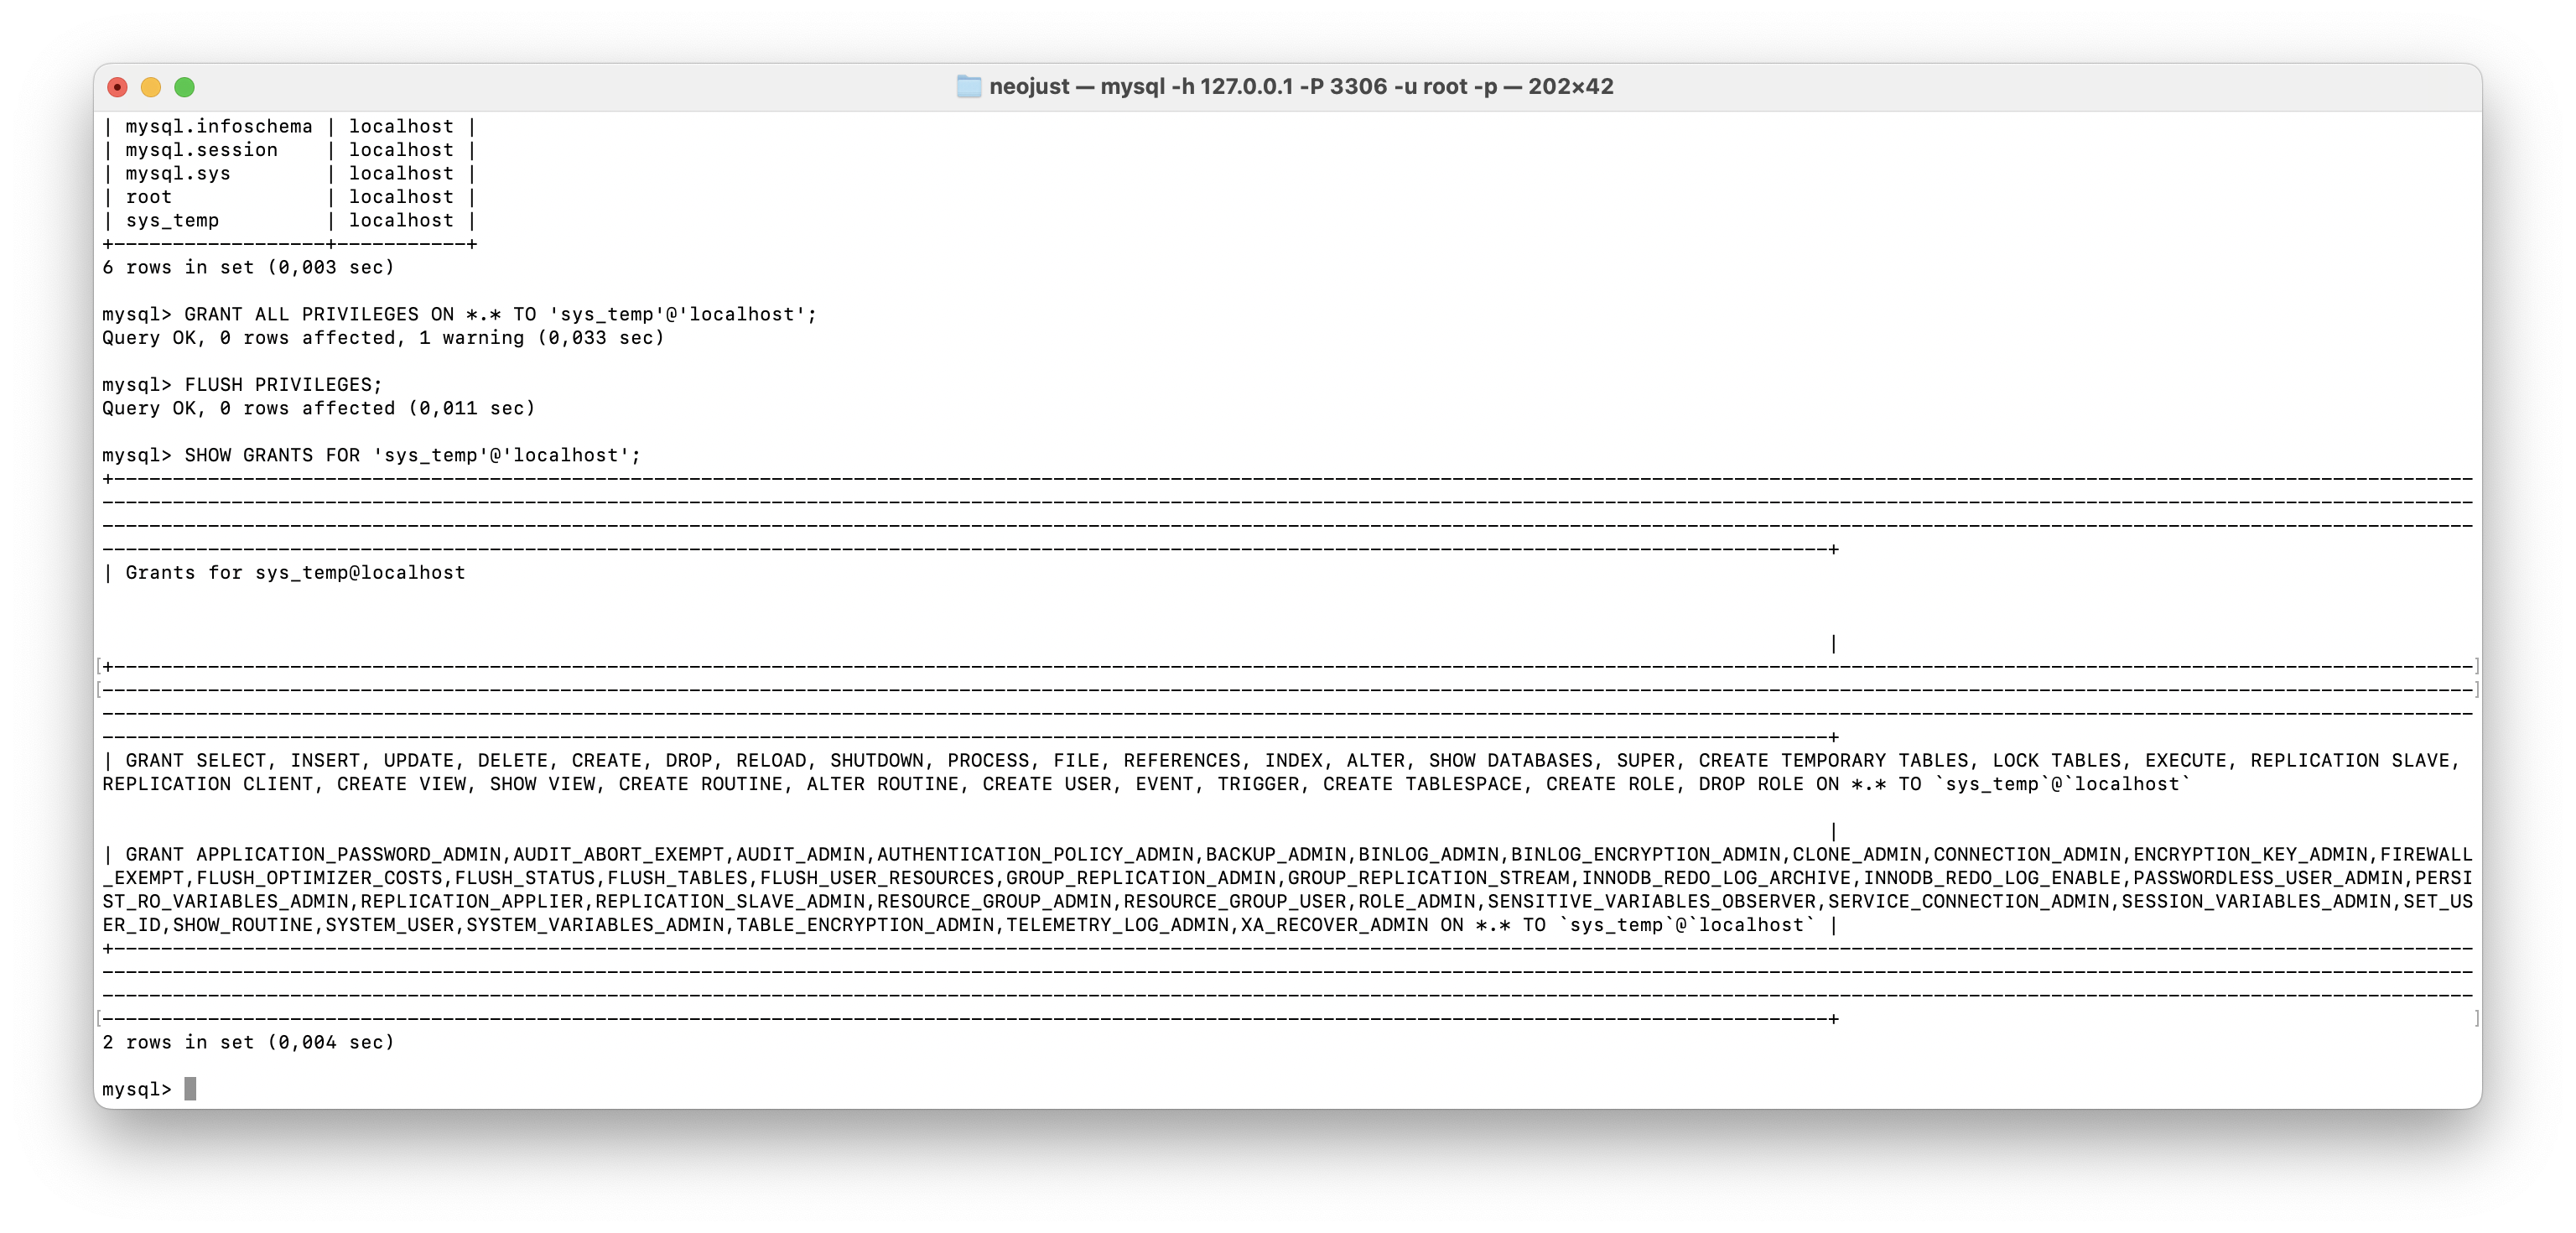 neojust — mysql -h 127.0.0.1 -P 3306 -u root -p — 202×42
| mysql.infoschema | localhost |
| mysql.session    | localhost |
| mysql.sys        | localhost |
| root             | localhost |
| sys_temp         | localhost |
+------------------+-----------+
6 rows in set (0,003 sec)
mysql> GRANT ALL PRIVILEGES ON *.* TO 'sys_temp'@'localhost';
Query OK, 0 rows affected, 1 warning (0,033 sec)
mysql> FLUSH PRIVILEGES;
Query OK, 0 rows affected (0,011 sec)
mysql> SHOW GRANTS FOR 'sys_temp'@'localhost';
| Grants for sys_temp@localhost
|
| GRANT SELECT, INSERT, UPDATE, DELETE, CREATE, DROP, RELOAD, SHUTDOWN, PROCESS, FILE, REFERENCES, INDEX, ALTER, SHOW DATABASES, SUPER, CREATE TEMPORARY TABLES, LOCK TABLES, EXECUTE, REPLICATION SLAVE,
REPLICATION CLIENT, CREATE VIEW, SHOW VIEW, CREATE ROUTINE, ALTER ROUTINE, CREATE USER, EVENT, TRIGGER, CREATE TABLESPACE, CREATE ROLE, DROP ROLE ON *.* TO `sys_temp`@`localhost`
|
| GRANT APPLICATION_PASSWORD_ADMIN,AUDIT_ABORT_EXEMPT,AUDIT_ADMIN,AUTHENTICATION_POLICY_ADMIN,BACKUP_ADMIN,BINLOG_ADMIN,BINLOG_ENCRYPTION_ADMIN,CLONE_ADMIN,CONNECTION_ADMIN,ENCRYPTION_KEY_ADMIN,FIREWALL
_EXEMPT,FLUSH_OPTIMIZER_COSTS,FLUSH_STATUS,FLUSH_TABLES,FLUSH_USER_RESOURCES,GROUP_REPLICATION_ADMIN,GROUP_REPLICATION_STREAM,INNODB_REDO_LOG_ARCHIVE,INNODB_REDO_LOG_ENABLE,PASSWORDLESS_USER_ADMIN,PERSI
ST_RO_VARIABLES_ADMIN,REPLICATION_APPLIER,REPLICATION_SLAVE_ADMIN,RESOURCE_GROUP_ADMIN,RESOURCE_GROUP_USER,ROLE_ADMIN,SENSITIVE_VARIABLES_OBSERVER,SERVICE_CONNECTION_ADMIN,SESSION_VARIABLES_ADMIN,SET_US
ER_ID,SHOW_ROUTINE,SYSTEM_USER,SYSTEM_VARIABLES_ADMIN,TABLE_ENCRYPTION_ADMIN,TELEMETRY_LOG_ADMIN,XA_RECOVER_ADMIN ON *.* TO `sys_temp`@`localhost` |
2 rows in set (0,004 sec)
mysql>